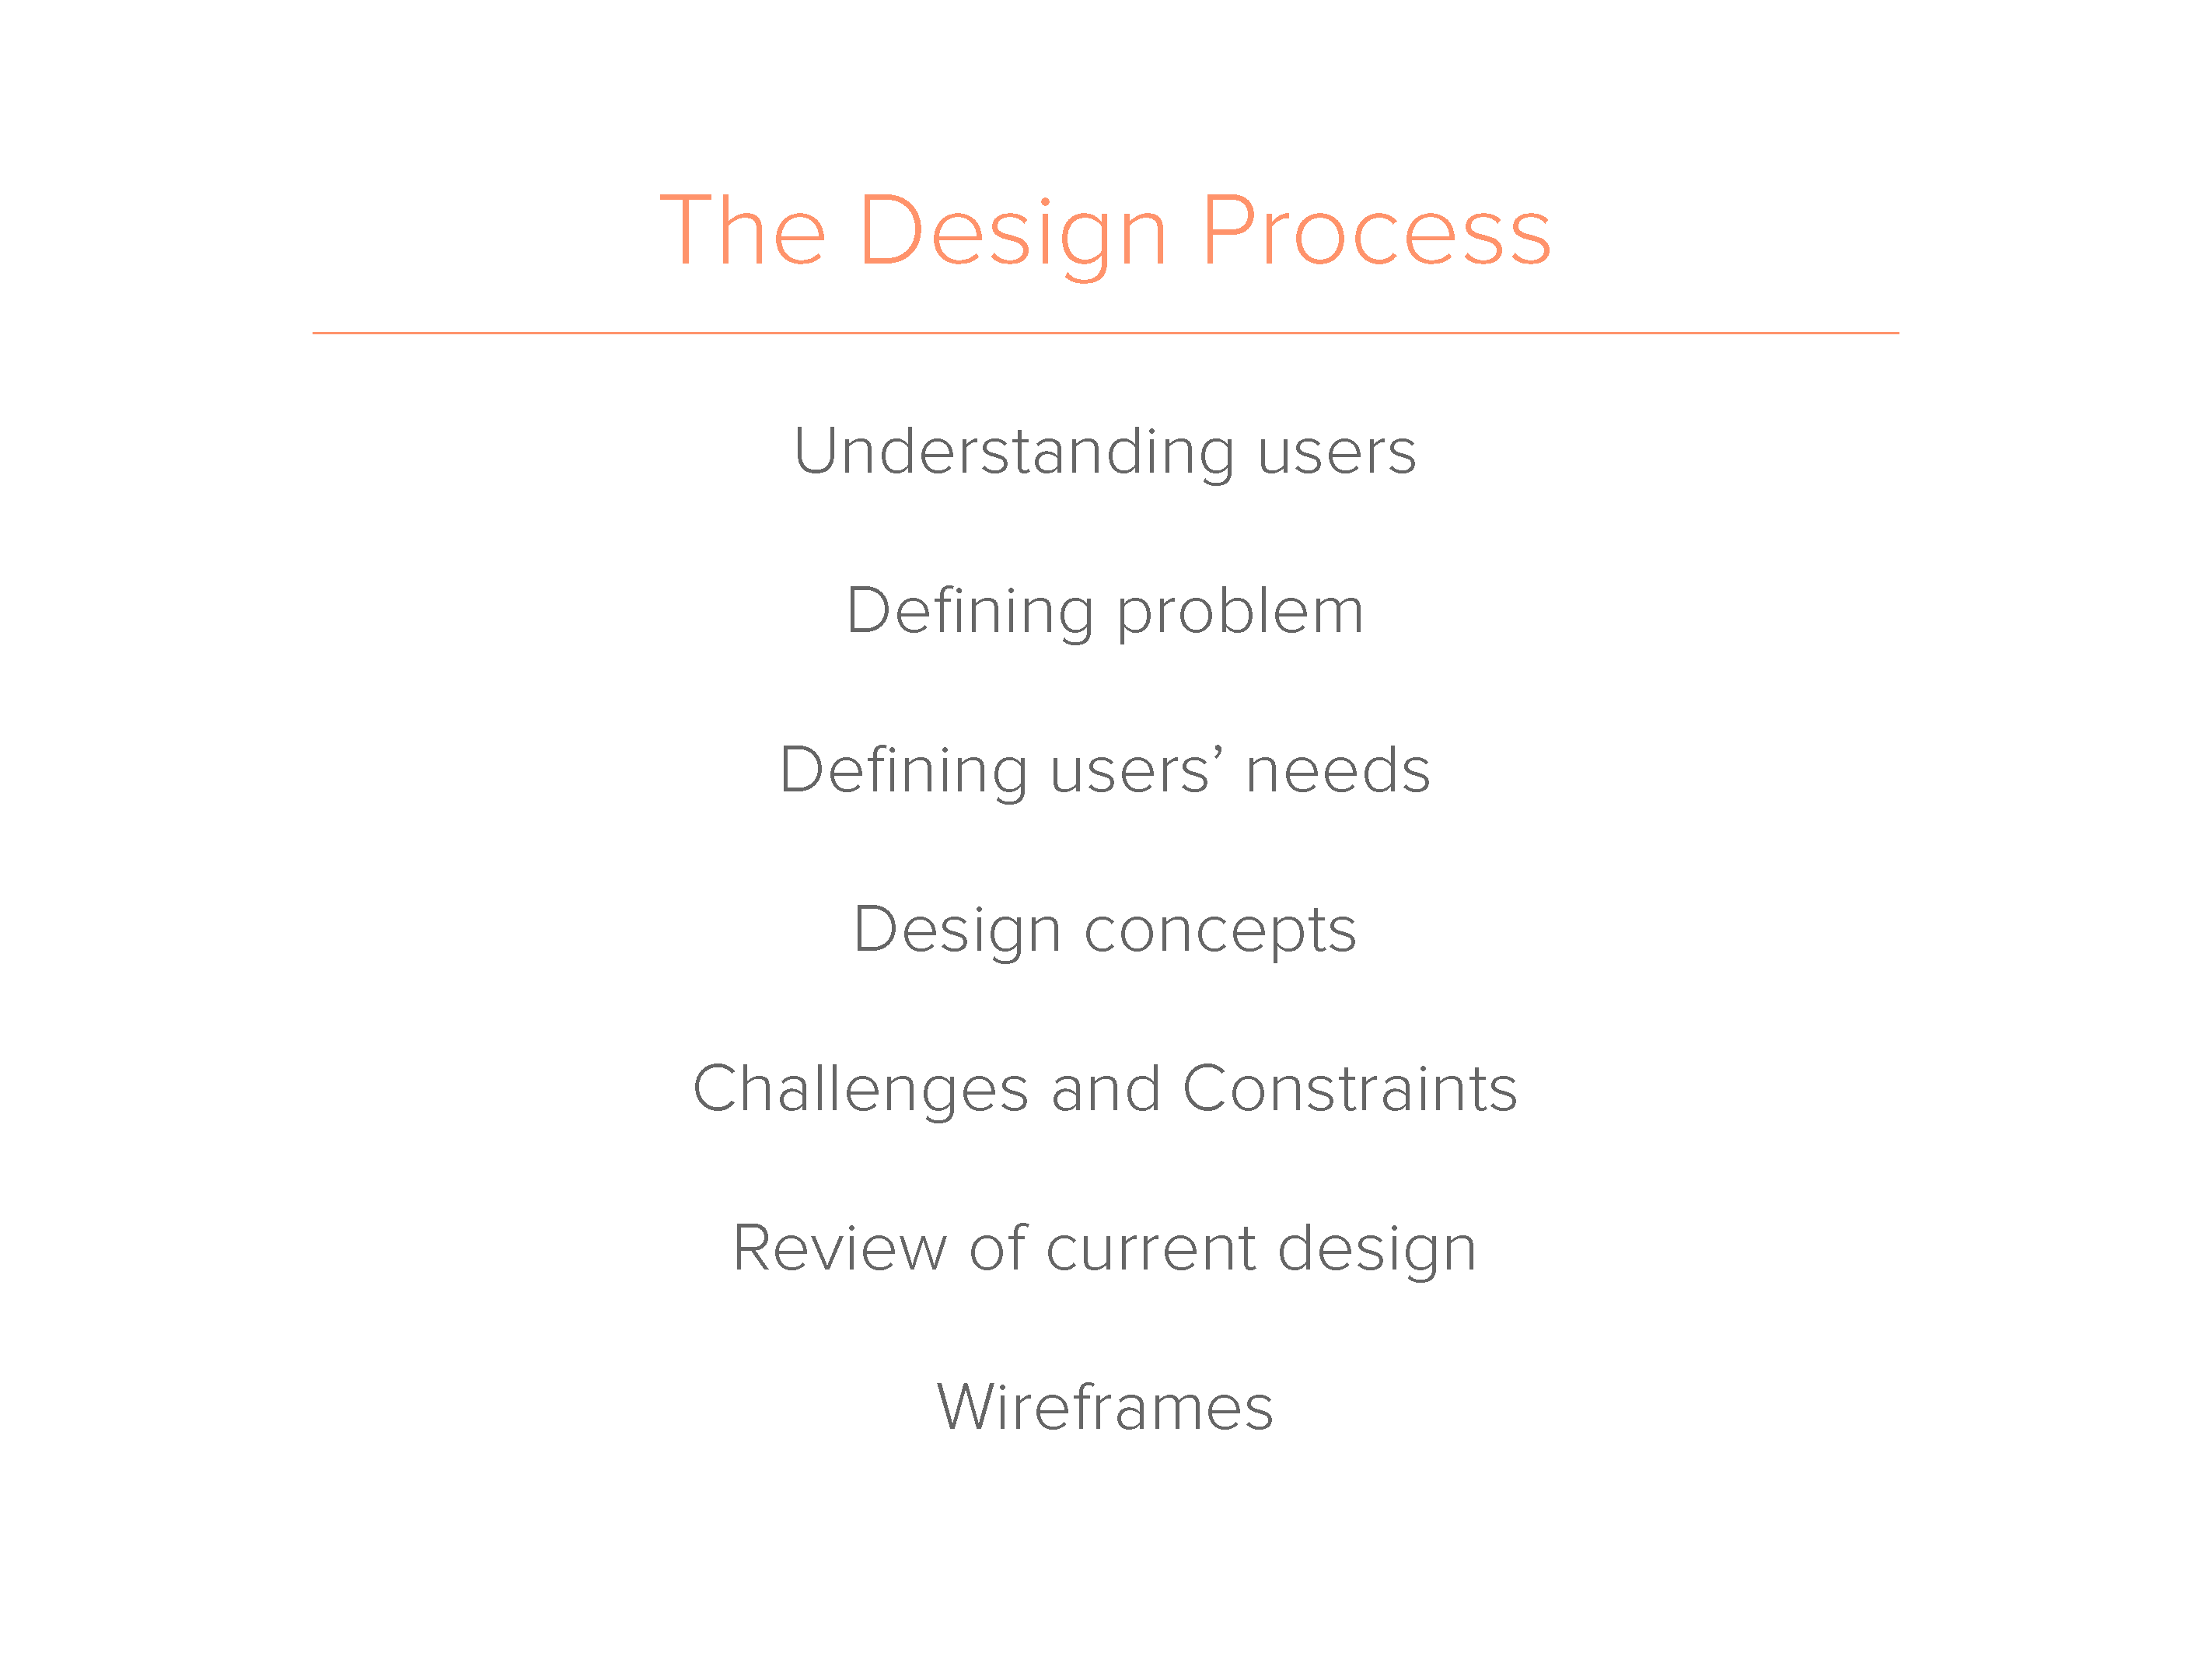 The Design Process
Understanding users
Defining problem
Defining users’ needs
Design concepts
Challenges and Constraints
Review of current design
Wireframes